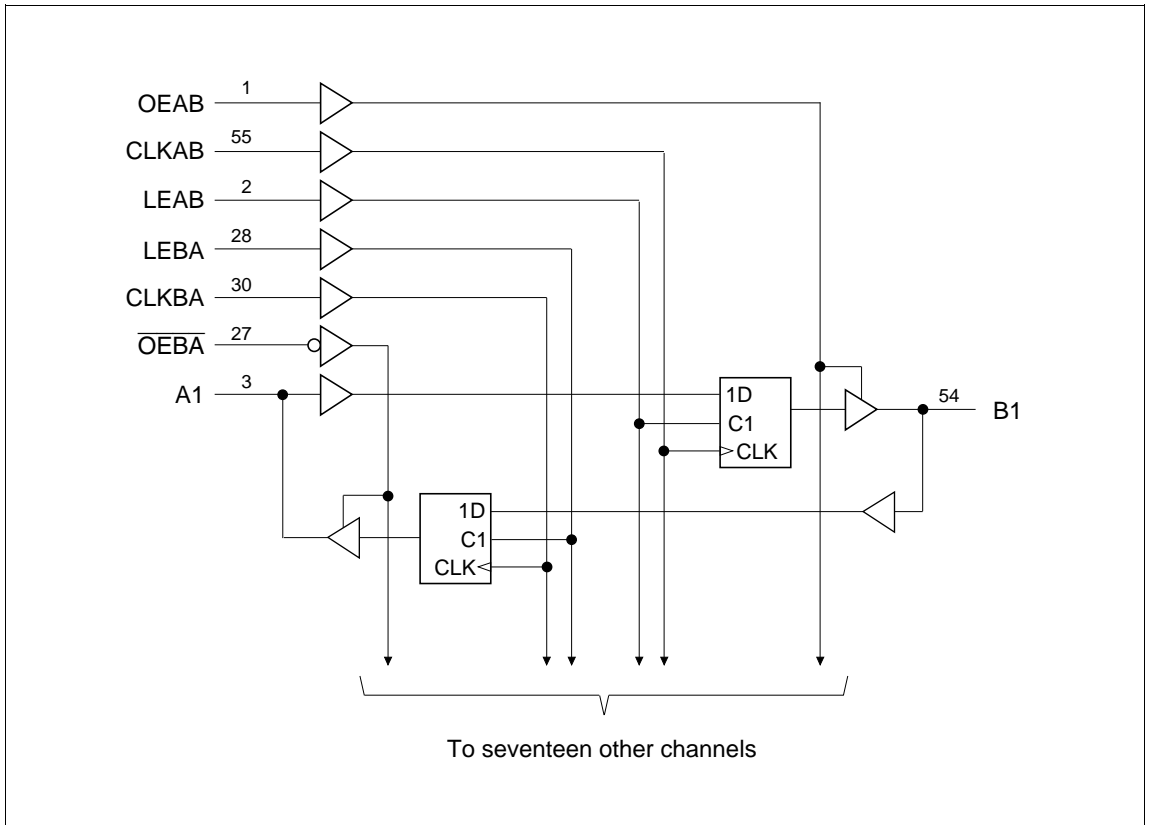 OEAB 1
CLKAB 55
LEAB 2
LEBA 28
CLKBA 30
OEBA 27
A1 3
1D
C1
CLK
54 B1
1D
C1
CLK
To seventeen other channels